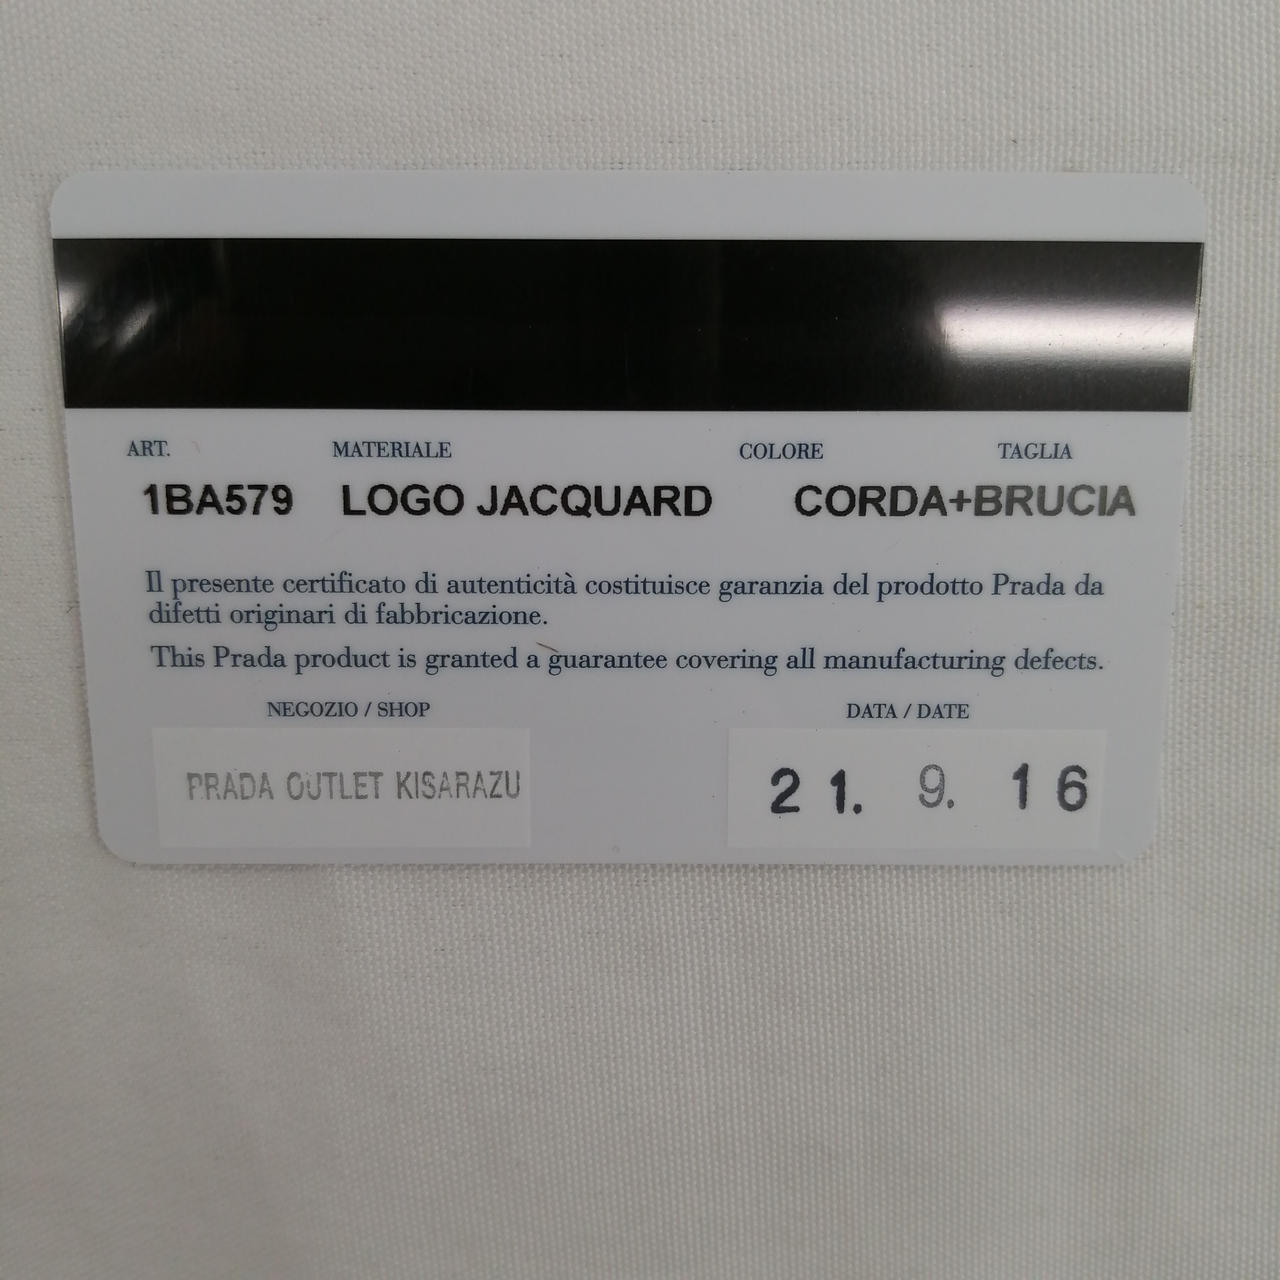 ART. MATERIALE COLORE TAGLIA
1BA579 LOGO JACQUARD CORDA+BRUCIA
Il presente certificato di autenticità costituisce garanzia del prodotto Prada da
difetti originari di fabbricazione.
This Prada product is granted a guarantee covering all manufacturing defects.
NEGOZIO / SHOP DATA / DATE
PRADA OUTLET KISARAZU 21. 9. 16